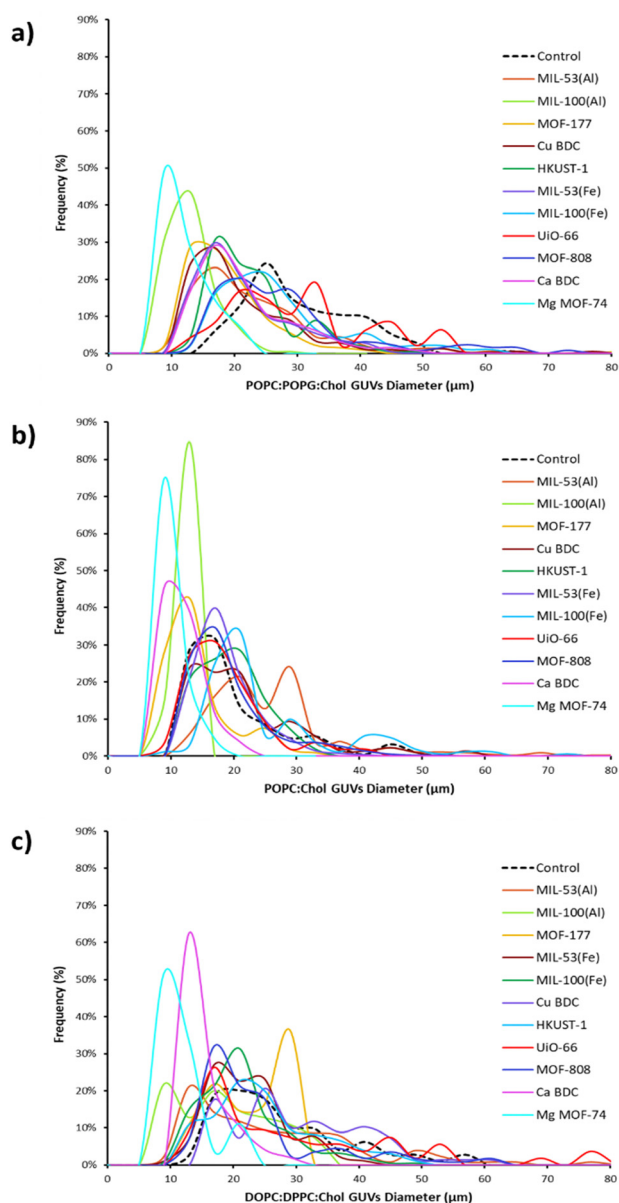 a)
90%
80%
70%
60%
50%
40%
30%
20%
10%
0%
Frequency (%)
0 10 20 30 40 50 60 70 80
POPC:POPG:Chol GUVs Diameter (µm)
Control
MIL-53(Al)
MIL-100(Al)
MOF-177
Cu BDC
HKUST-1
MIL-53(Fe)
MIL-100(Fe)
UiO-66
MOF-808
Ca BDC
Mg MOF-74
b)
90%
80%
70%
60%
50%
40%
30%
20%
10%
0%
Frequency (%)
0 10 20 30 40 50 60 70 80
POPC:Chol GUVs Diameter (µm)
Control
MIL-53(Al)
MIL-100(Al)
MOF-177
Cu BDC
HKUST-1
MIL-53(Fe)
MIL-100(Fe)
UiO-66
MOF-808
Ca BDC
Mg MOF-74
c)
90%
80%
70%
60%
50%
40%
30%
20%
10%
0%
Frequency (%)
0 10 20 30 40 50 60 70 80
DOPC:DPPC:Chol GUVs Diameter (µm)
Control
MIL-53(Al)
MIL-100(Al)
MOF-177
MIL-53(Fe)
MIL-100(Fe)
Cu BDC
HKUST-1
UiO-66
MOF-808
Ca BDC
Mg MOF-74